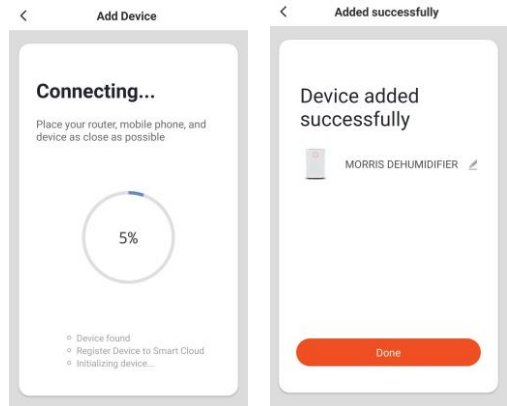 Add Device
Connecting...
Place your router, mobile phone, and
device as close as possible
5%
Device found
Register Device to Smart Cloud
Initializing device...
Added successfully
Device added
successfully
MORRIS DEHUMIDIFIER
Done